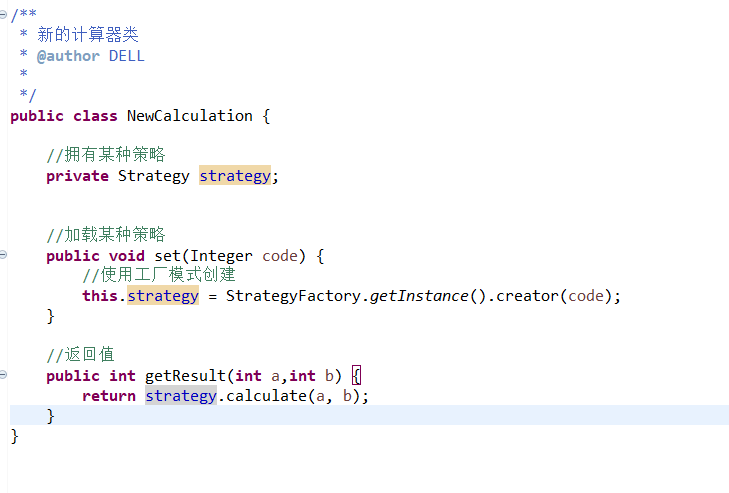 /**
 * 新的计算器类
 * @author DELL
 *
 */
public class NewCalculation {
    //拥有某种策略
    private Strategy strategy;
    //加载某种策略
    public void set(Integer code) {
        //使用工厂模式创建
        this.strategy = StrategyFactory.getInstance().creator(code);
    }
    //返回值
    public int getResult(int a,int b) {
        return strategy.calculate(a, b);
    }
}